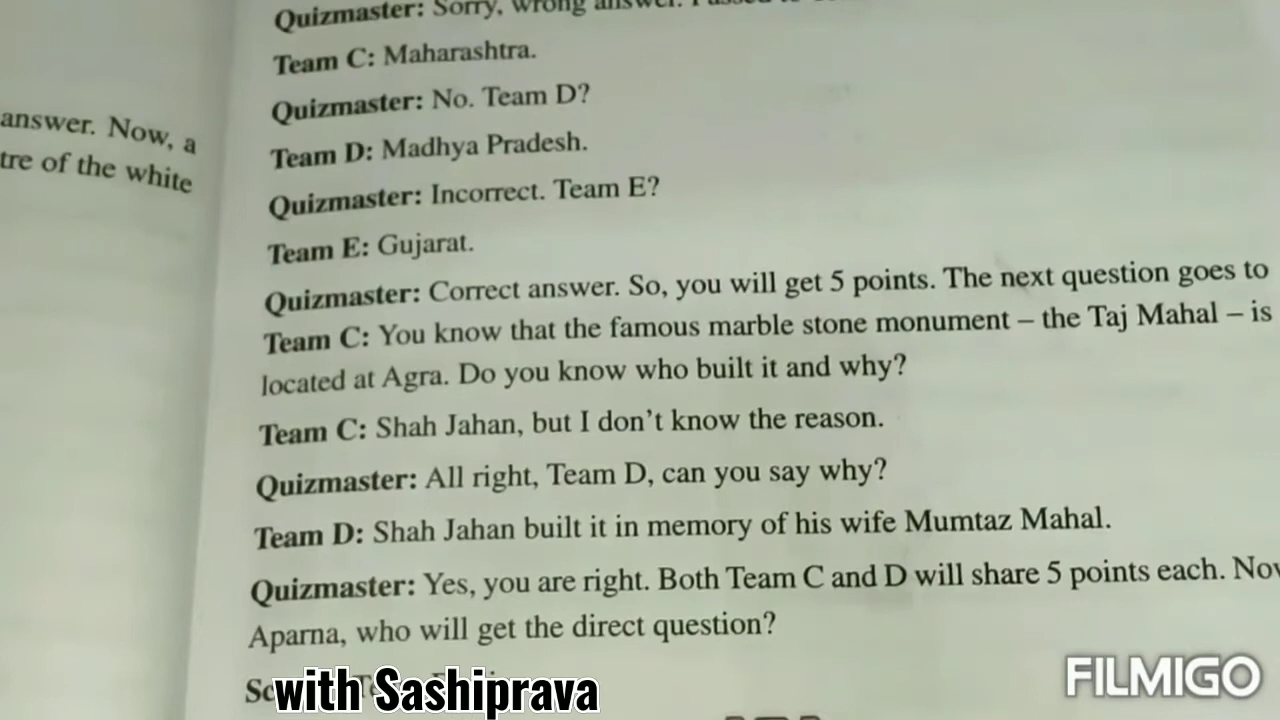 answer. Now, a
tre of the white
Quizmaster: Sorry, wrong answer.
Team C: Maharashtra.
Quizmaster: No. Team D?
Team D: Madhya Pradesh.
Quizmaster: Incorrect. Team E?
Team E: Gujarat.
Quizmaster: Correct answer. So, you will get 5 points. The next question goes to
Team C: You know that the famous marble stone monument – the Taj Mahal – is
located at Agra. Do you know who built it and why?
Team C: Shah Jahan, but I don't know the reason.
Quizmaster: All right, Team D, can you say why?
Team D: Shah Jahan built it in memory of his wife Mumtaz Mahal.
Quizmaster: Yes, you are right. Both Team C and D will share 5 points each.
Aparna, who will get the direct question?
with Sashiprava
FILMIGO